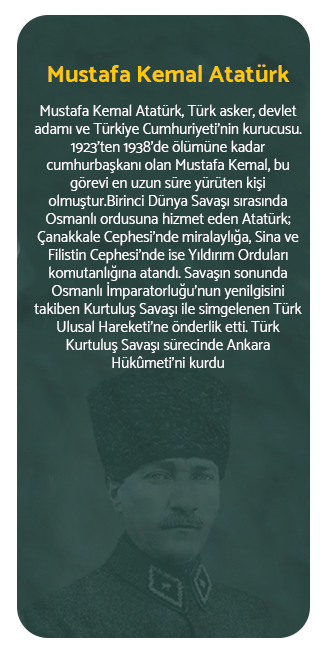 Mustafa Kemal Atatürk
Mustafa Kemal Atatürk, Türk asker, devlet
adamı ve Türkiye Cumhuriyeti'nin kurucusu.
1923'ten 1938'de ölümüne kadar
cumhurbaşkanı olan Mustafa Kemal, bu
görevi en uzun süre yürüten kişi
olmuştur.Birinci Dünya Savaşı sırasında
Osmanlı ordusuna hizmet eden Atatürk;
Çanakkale Cephesi'nde miralaylığa, Sina ve
Filistin Cephesi'nde ise Yıldırım Orduları
komutanlığına atandı. Savaşın sonunda
Osmanlı İmparatorluğu'nun yenilgisini
takiben Kurtuluş Savaşı ile simgelenen Türk
Ulusal Hareketi'ne önderlik etti. Türk
Kurtuluş Savaşı sürecinde Ankara
Hükûmeti'ni kurdu